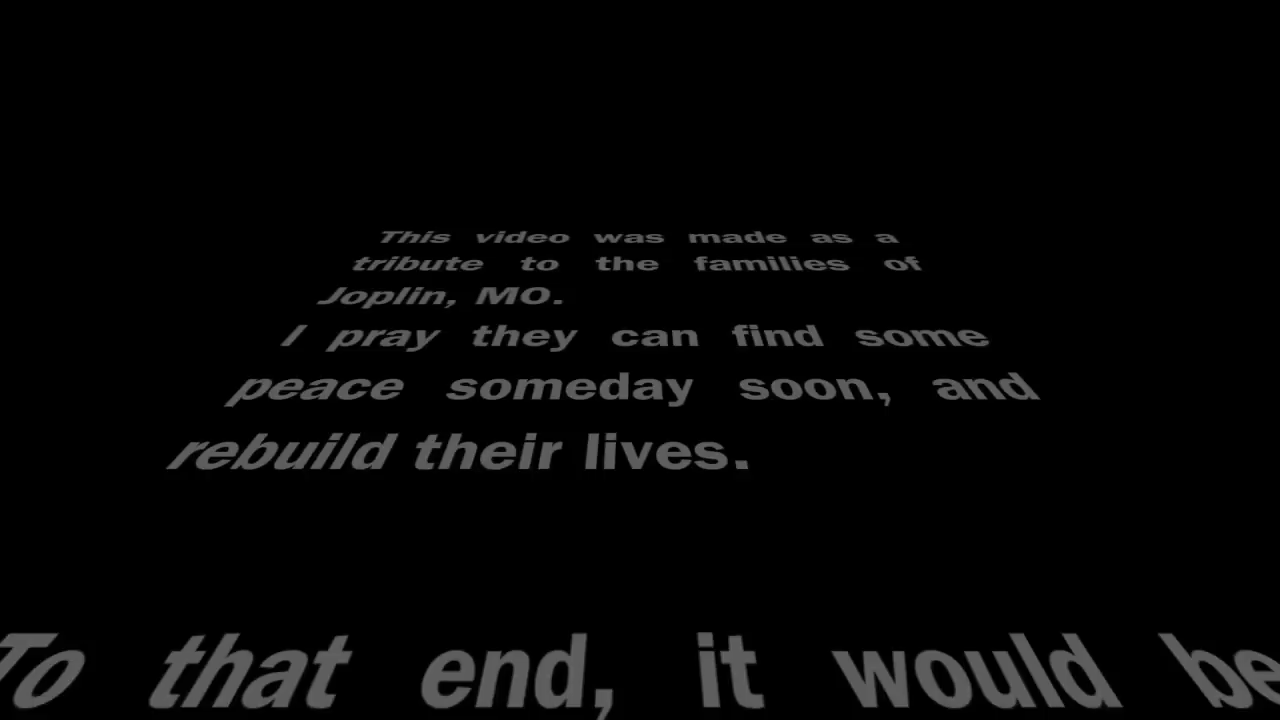 This video was made as a
tribute to the families of
Joplin, MO.
I pray they can find some
peace someday soon, and
rebuild their lives.
To that end, it would be